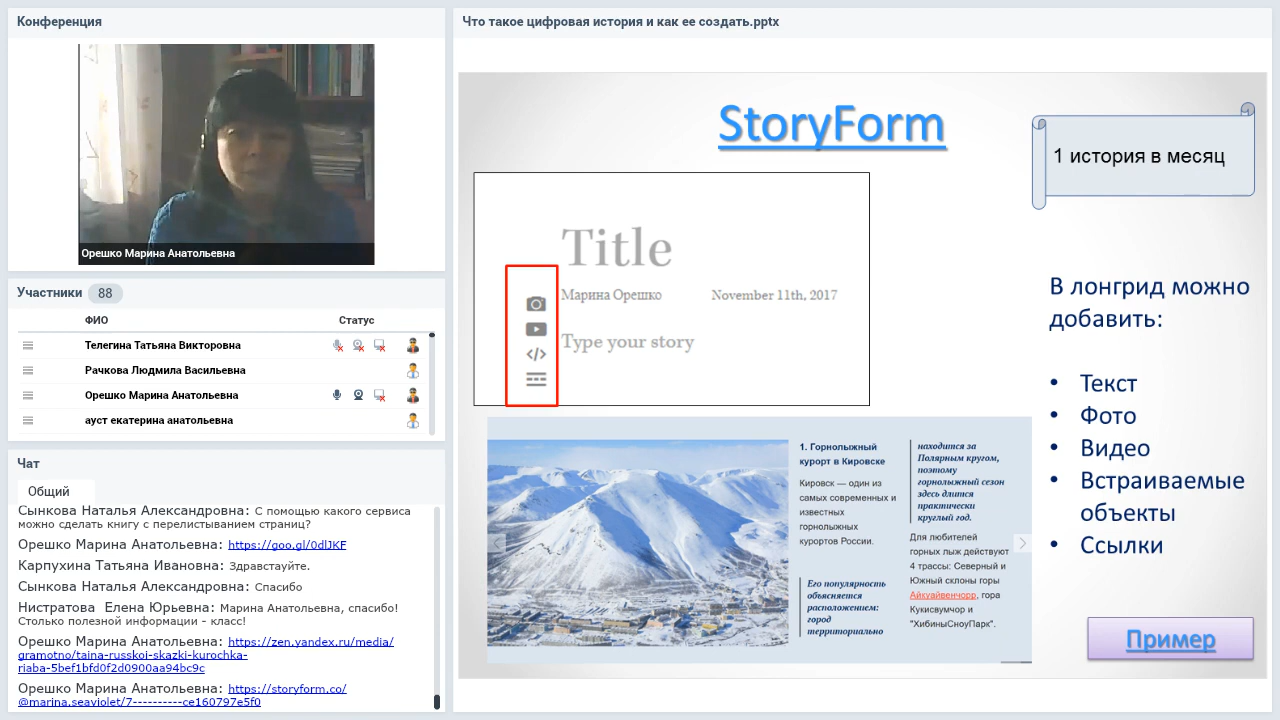 Конференция
Орешко Марина Анатольевна
Участники 88
ФИО Статус
Телегина Татьяна Викторовна
Рачкова Людмила Васильевна
Орешко Марина Анатольевна
ауст екатерина анатольевна
Чат
Общий
Сынкова Наталья Александровна: С помощью какого сервиса
можно сделать книгу с перелистыванием страниц?
Орешко Марина Анатольевна: https://goo.gl/0dlJKF
Карпухина Татьяна Ивановна: Здравстауйте.
Сынкова Наталья Александровна: Спасибо
Нистратова Елена Юрьевна: Марина Анатольевна, спасибо!
Столько полезной информации - класс!
Орешко Марина Анатольевна: https://zen.yandex.ru/media/
gramotno/taina-russkoi-skazki-kurochka-
riaba-5bef1bfd0f2d0900aa94bc9c
Орешко Марина Анатольевна: https://storyform.co/
@marina.seaviolet/7----------ce160797e5f0
Что такое цифровая история и как ее создать.pptx
StoryForm
1 история в месяц
Title
Марина Орешко November 11th, 2017
Type your story
В лонгрид можно
добавить:
• Текст
• Фото
• Видео
• Встраиваемые
объекты
• Ссылки
1. Горнолыжный
курорт в Кировске
Кировск — один из
самых современных и
известных
горнолыжных
курортов России.
Его популярность
объясняется
расположением:
город
территориально
находится за
Полярным кругом,
поэтому
горнолыжный сезон
здесь длится
практически
круглый год.
Для любителей
горных лыж действуют
4 трассы: Северный и
Южный склоны горы
Айкуайвенчорр, гора
Кукисвумчор и
"ХибиныСноуПарк".
Пример